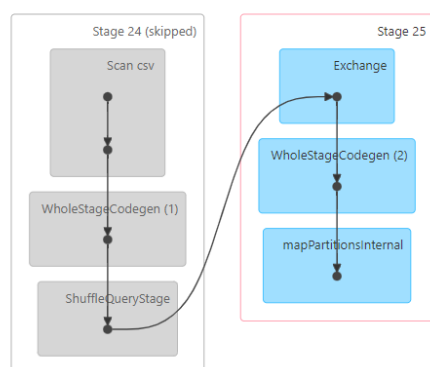 Stage 24 (skipped)
Scan csv
WholeStageCodegen (1)
ShuffleQueryStage
Stage 25
Exchange
WholeStageCodegen (2)
mapPartitionsInternal